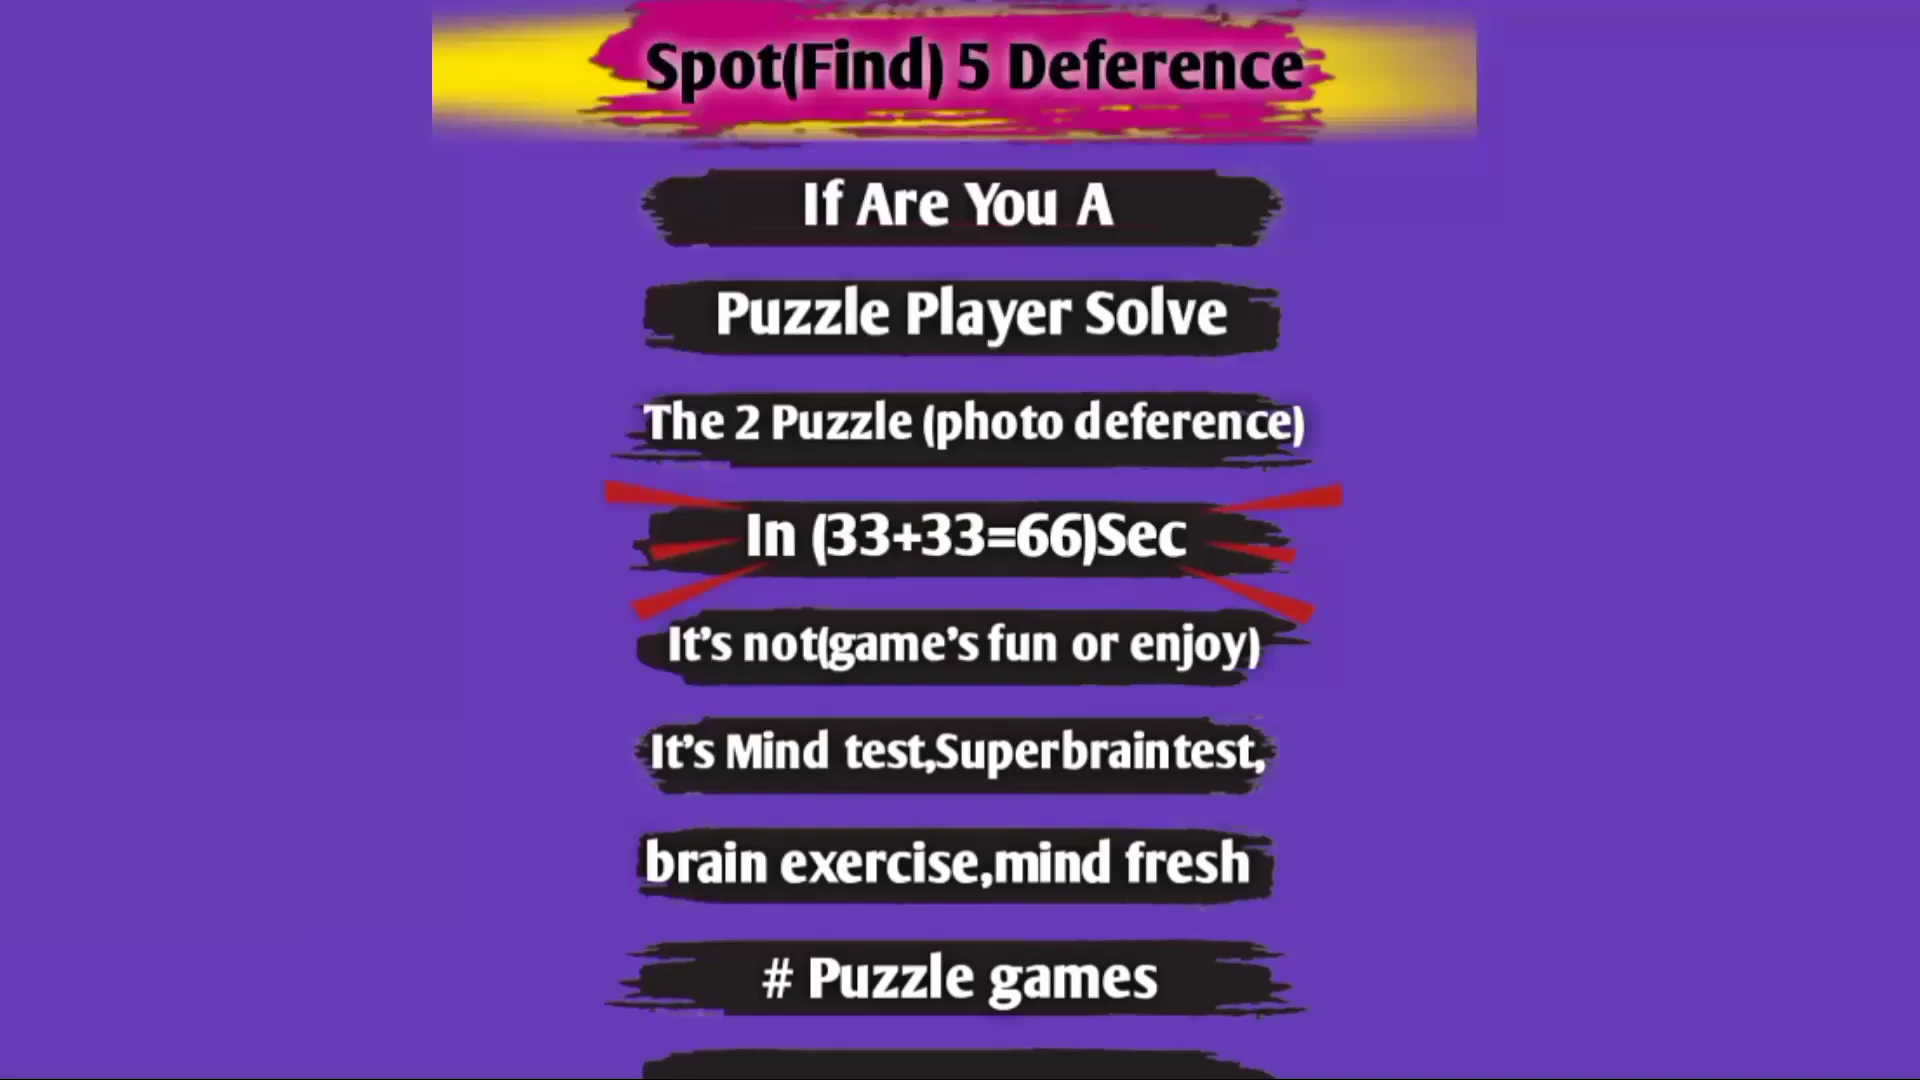 Spot(Find) 5 Deference
If Are You A
Puzzle Player Solve
The 2 Puzzle (photo deference)
In (33+33=66)Sec
It's not(game's fun or enjoy)
It's Mind test,Superbraintest,
brain exercise,mind fresh
# Puzzle games